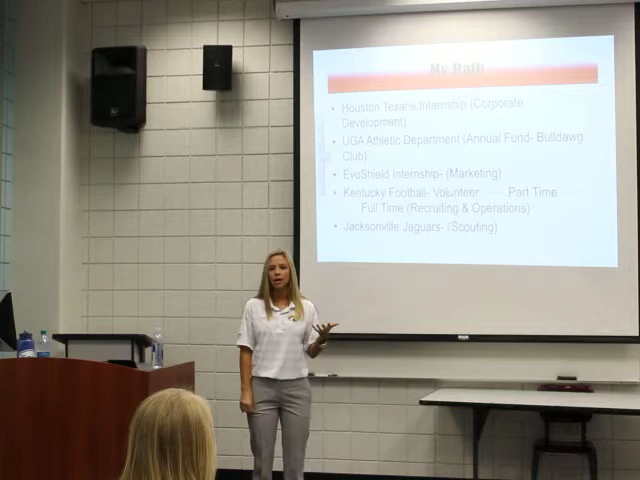 My Path
• Houston Texans Internship (Corporate
Development)
• UGA Athletic Department (Annual Fund- Bulldawg
Club)
• EvoShield Internship- (Marketing)
• Kentucky Football- Volunteer ---- Part Time ----
Full Time (Recruiting & Operations)
• Jacksonville Jaguars- (Scouting)